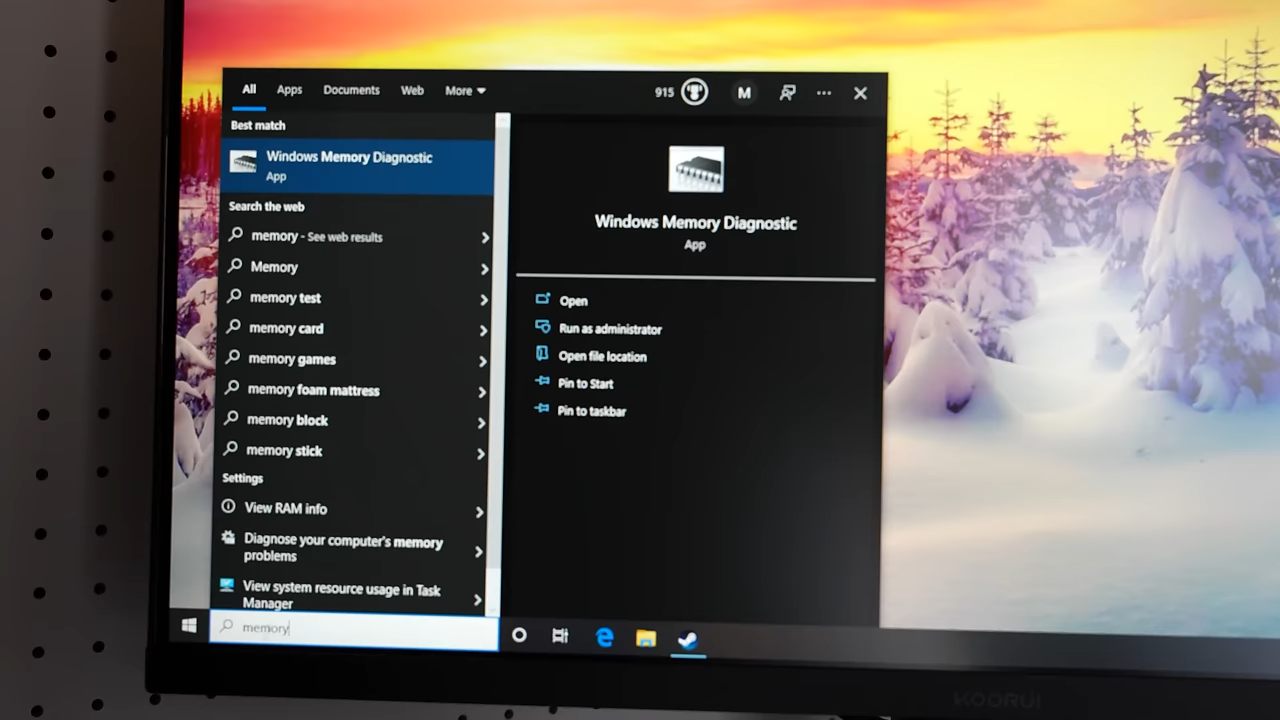 All Apps Documents Web More 915 M
Best match
Windows Memory Diagnostic
App
Search the web
memory - See web results
Memory
memory test
memory card
memory games
memory foam mattress
memory block
memory stick
Settings
View RAM info
Diagnose your computer's memory
problems
View system resource usage in Task
Manager
memory
Windows Memory Diagnostic
App
Open
Run as administrator
Open file location
Pin to Start
Pin to taskbar
KOORUI